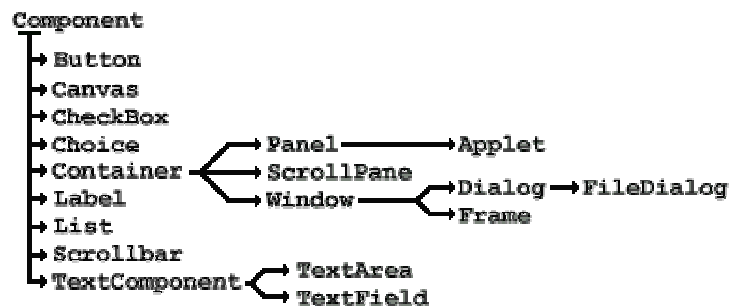 Component
Button
Canvas
CheckBox
Choice Panel Applet
Container ScrollPane
Label Window Dialog FileDialog
List Frame
Scrollbar
TextComponent TextArea
TextField